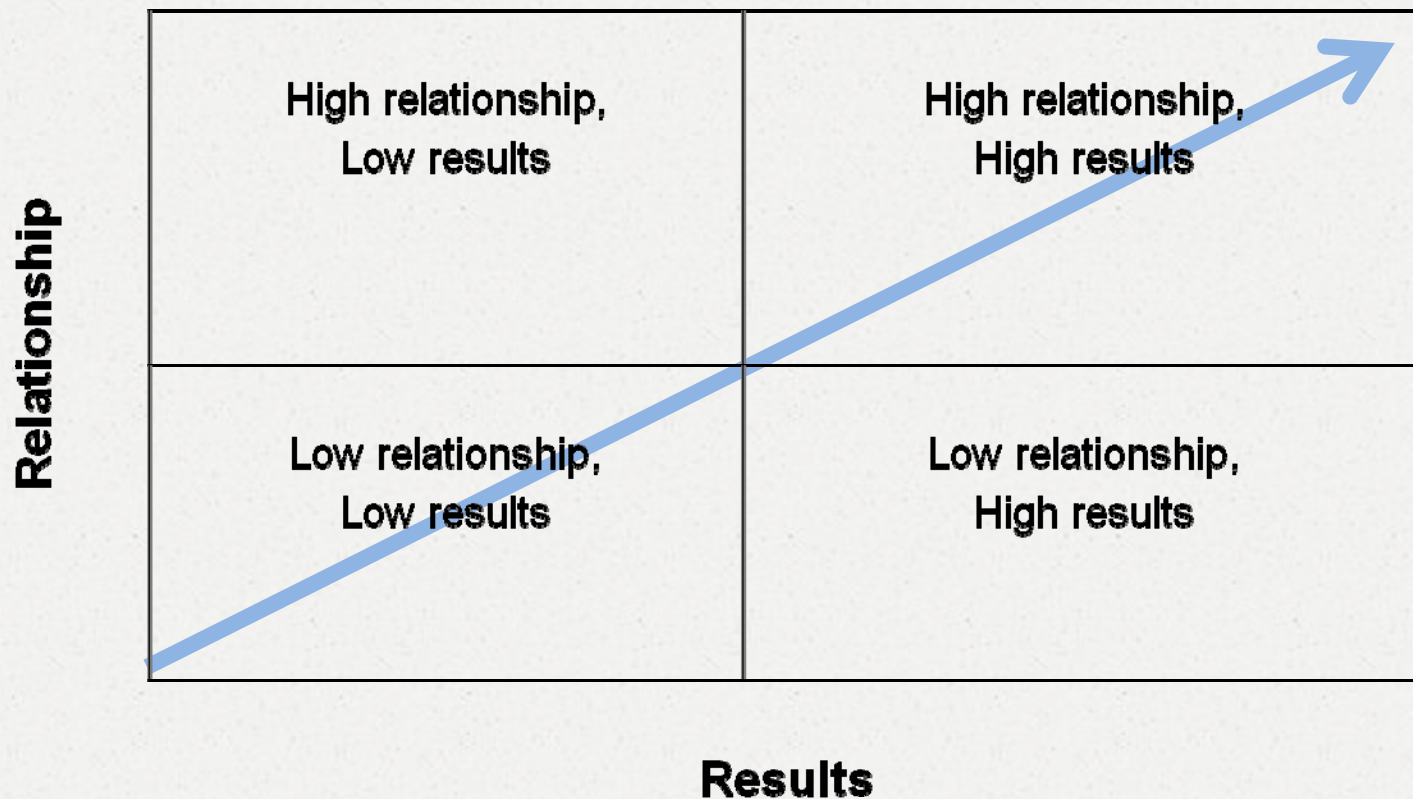 High relationship,
Low results
High relationship,
High results
Relationship
Low relationship,
Low results
Low relationship,
High results
Results